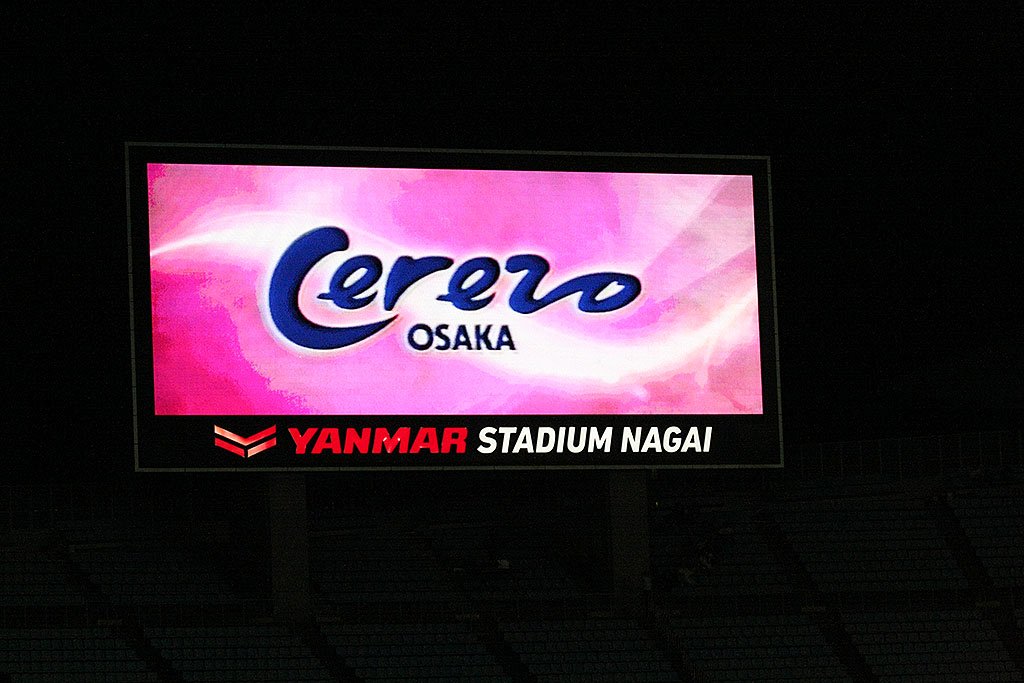 Cerezo
OSAKA
YANMAR STADIUM NAGAI